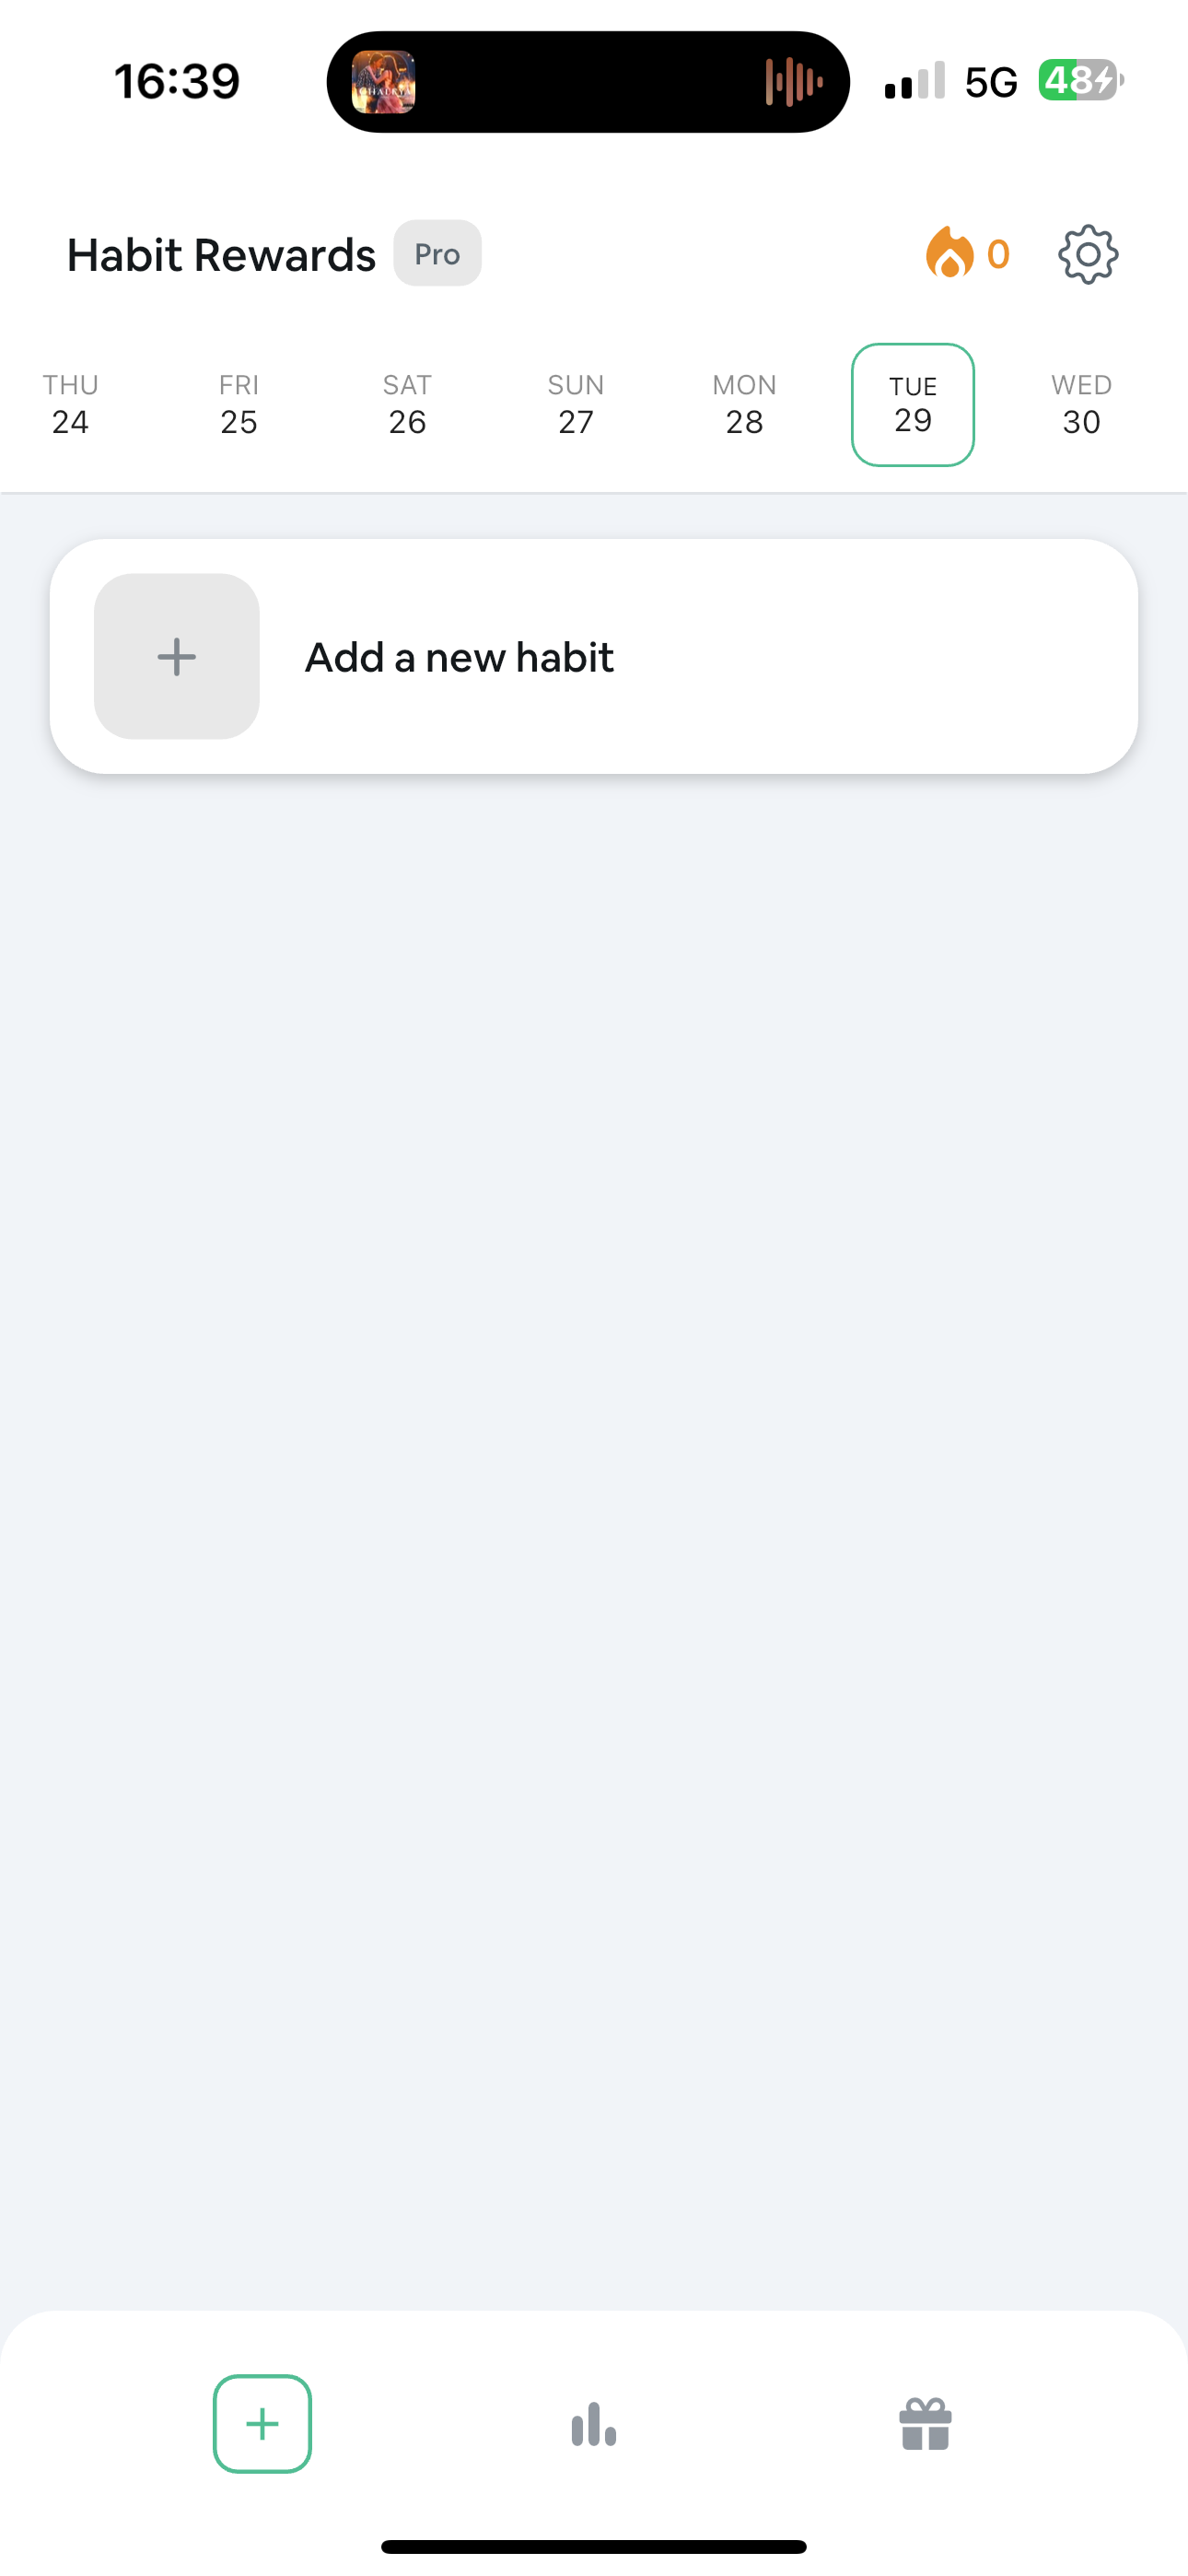 16:39
5G
48
Habit Rewards
Pro
0
THU FRI SAT SUN MON TUE WED
24 25 26 27 28 29 30
Add a new habit